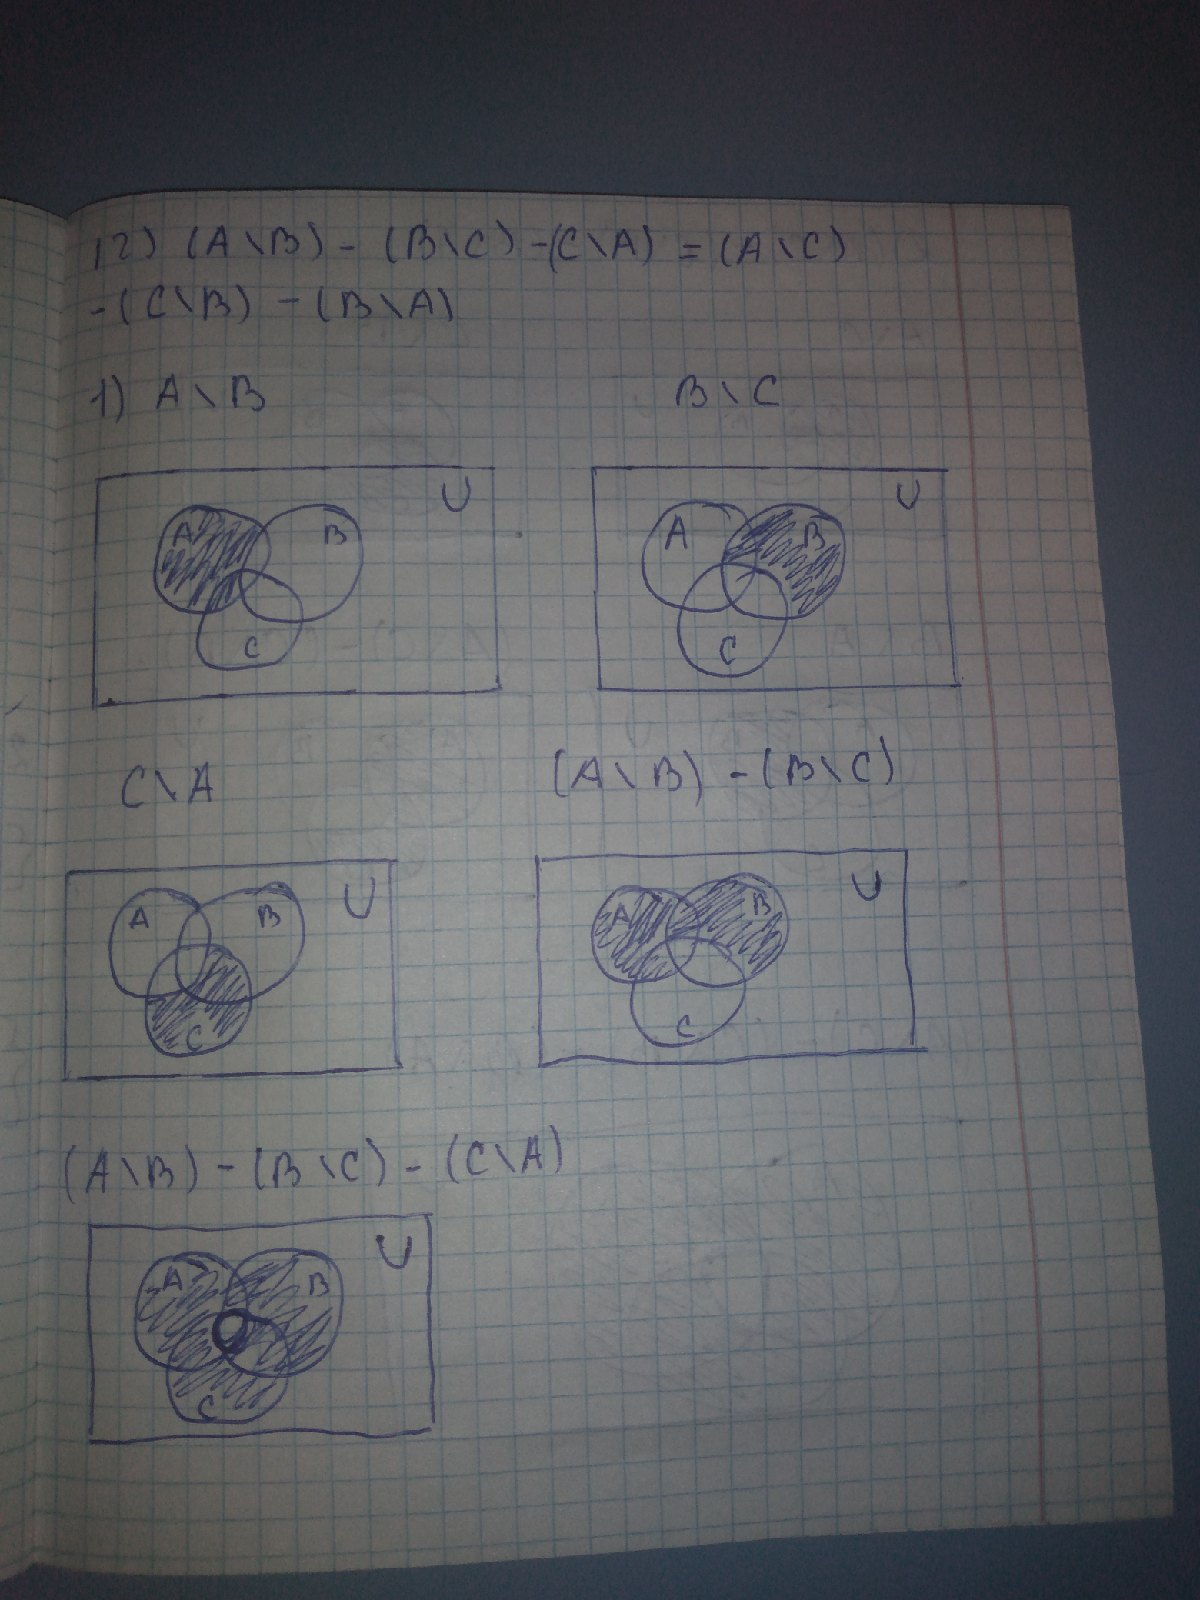 12) (A\B) - (B\C) - (C\A) = (A\C)
- (C\B) - (B\A)
1) A\B
B\C
U
A
B
C
U
A
B
C
C\A
(A\B) - (B\C)
U
A
B
C
U
A
B
C
(A\B) - (B\C) - (C\A)
U
A
B
C